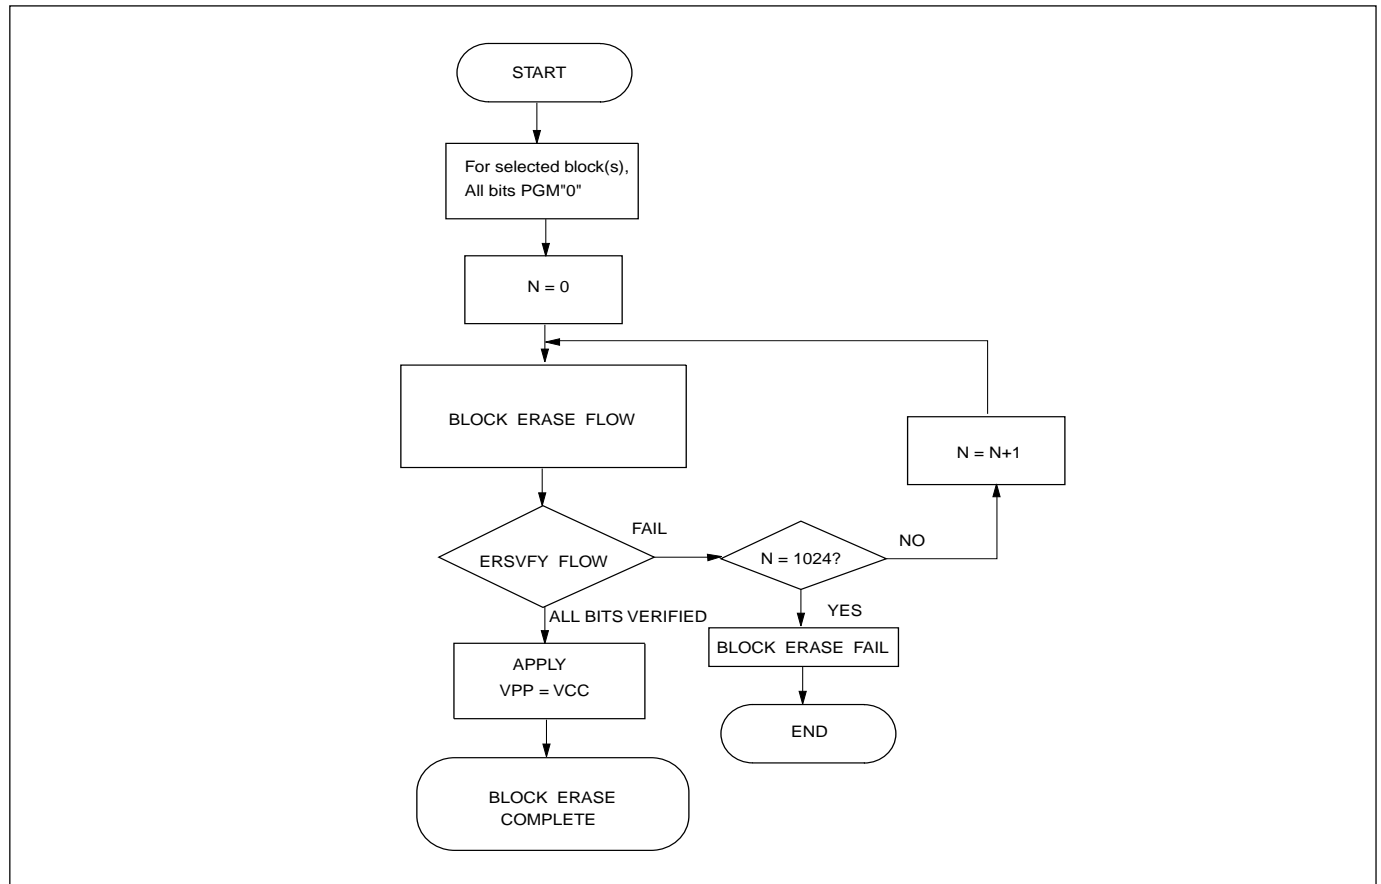 START
For selected block(s),
All bits PGM"0"
N = 0
BLOCK ERASE FLOW
N = N+1
FAIL
ERSVFY FLOW
N = 1024?
NO
ALL BITS VERIFIED
YES
BLOCK ERASE FAIL
APPLY
VPP = VCC
END
BLOCK ERASE
COMPLETE